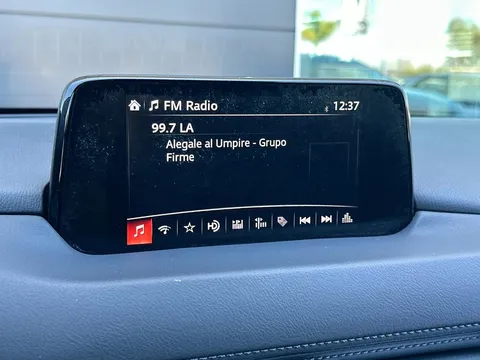 FM Radio 12:37
99.7 LA
Alegale al Umpire - Grupo
Firme